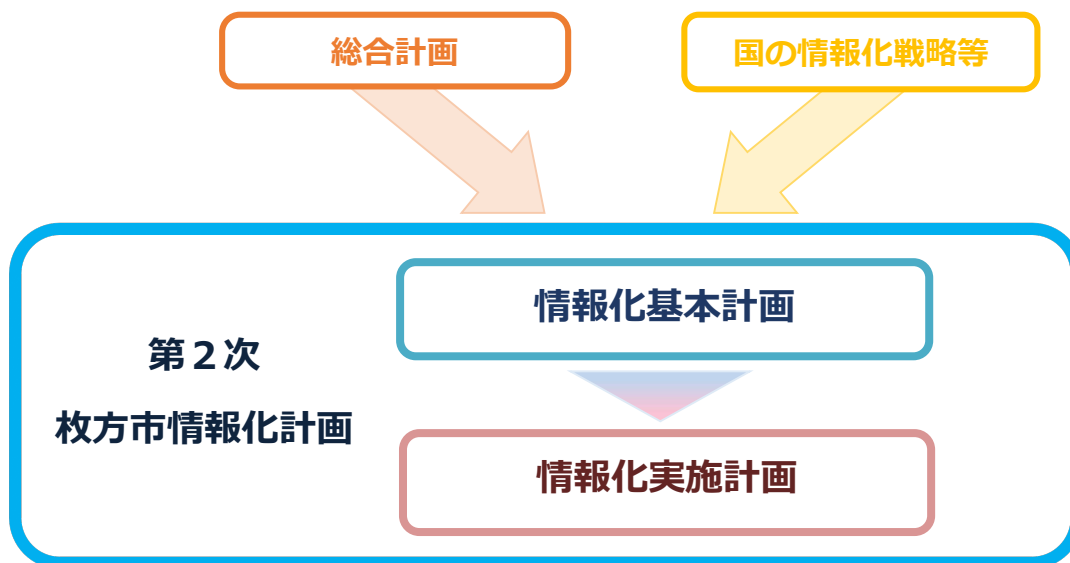 総合計画
国の情報化戦略等
情報化基本計画
第２次
枚方市情報化計画
情報化実施計画